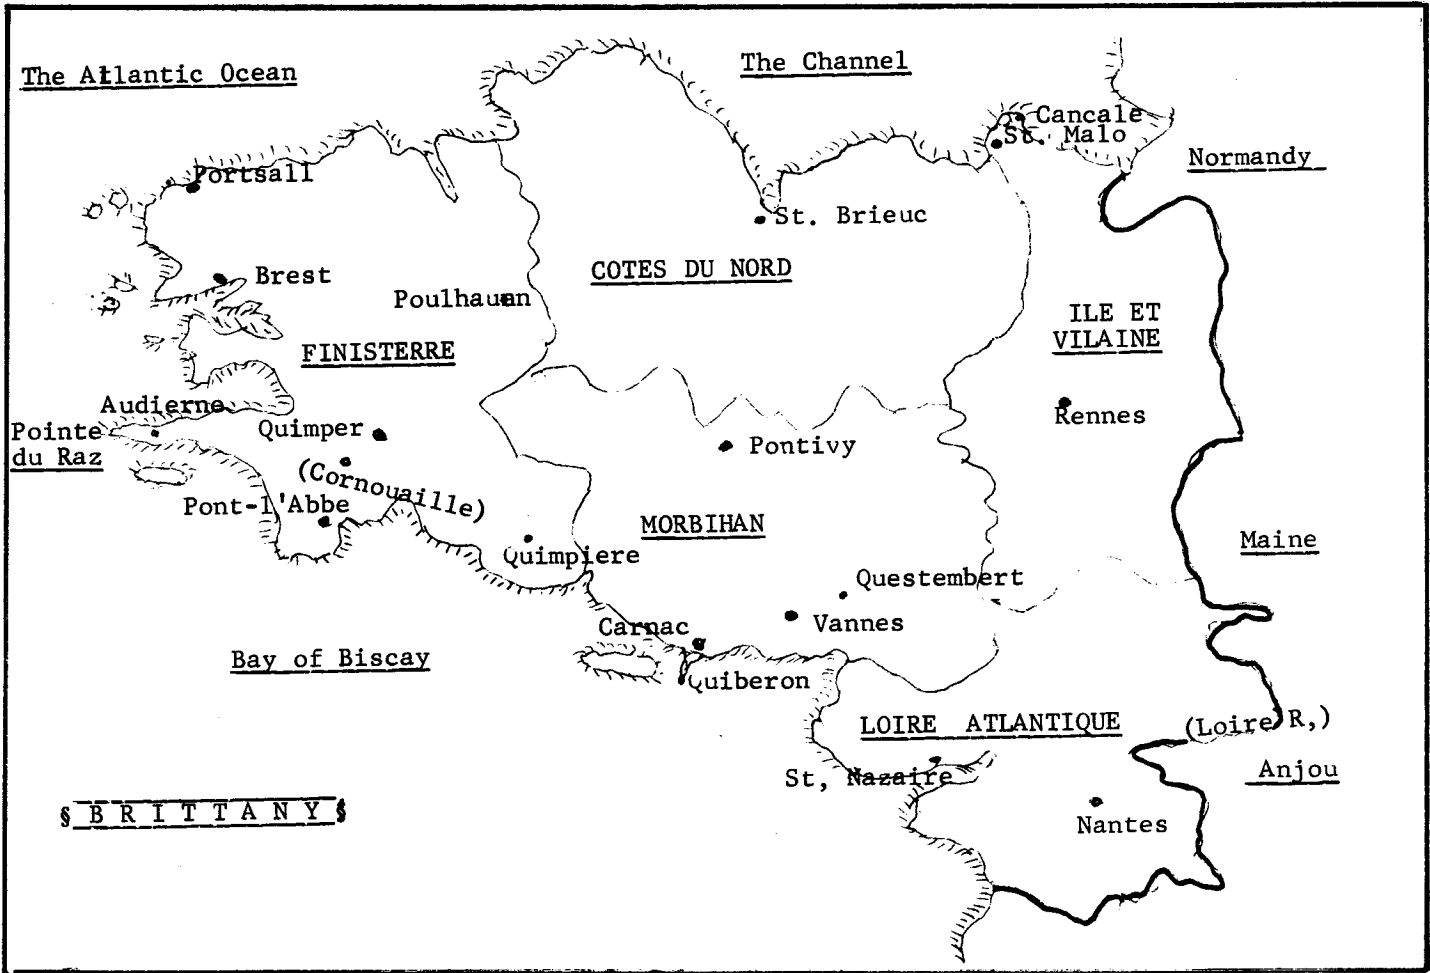 The Atlantic Ocean
The Channel
Cancale
St. Malo
Normandy
Portsall
St. Brieuc
Brest
COTES DU NORD
Poulhauan
ILE ET
VILAINE
FINISTERRE
Audierne
Rennes
Pointe
du Raz
Quimper
Pontivy
(Cornouaille)
Pont-l'Abbe
MORBIHAN
Maine
Quimpiere
Questembert
Carnac
Vannes
Bay of Biscay
Quiberon
LOIRE ATLANTIQUE
(Loire R,)
St, Nazaire
Anjou
§ B R I T T A N Y §
Nantes